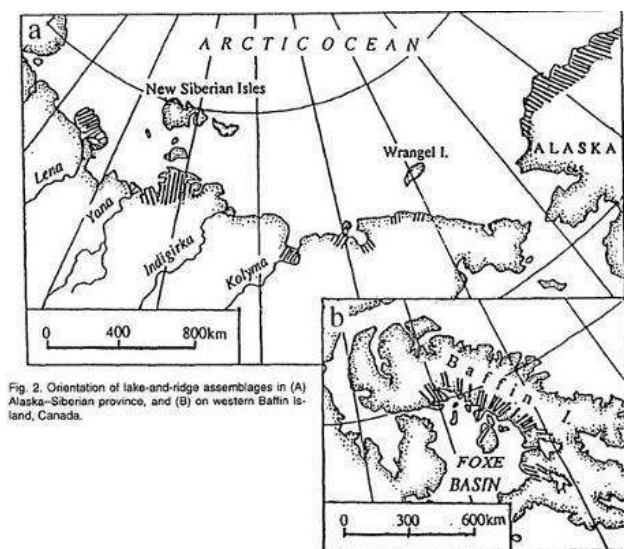 a
ARCTIC OCEAN
New Siberian Isles
Wrangel I.
ALASKA
Lena
Yana
Indigirka
Kolyma
0 400 800km
b
Baffin I.
FOXE
BASIN
0 300 600km
Fig. 2. Orientation of lake-and-ridge assemblages in (A)
Alaska–Siberian province, and (B) on western Baffin Is-
land, Canada.